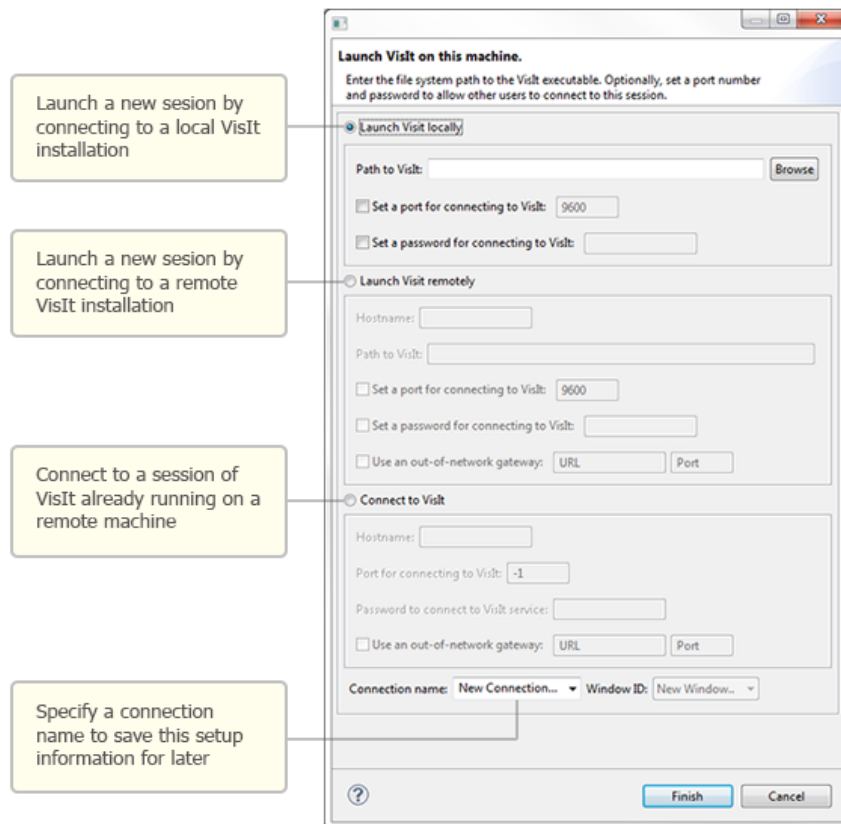 Launch VisIt on this machine.
Enter the file system path to the VisIt executable. Optionally, set a port number
and password to allow other users to connect to this session.
Launch a new sesion by
connecting to a local VisIt
installation
Launch Visit locally
Path to VisIt:
Browse
Set a port for connecting to VisIt: 9600
Set a password for connecting to VisIt:
Launch a new sesion by
connecting to a remote
VisIt installation
Launch Visit remotely
Hostname:
Path to VisIt:
Set a port for connecting to VisIt: 9600
Set a password for connecting to VisIt:
Use an out-of-network gateway: URL Port
Connect to a session of
VisIt already running on a
remote machine
Connect to VisIt
Hostname:
Port for connecting to VisIt: -1
Password to connect to VisIt service:
Use an out-of-network gateway: URL Port
Connection name: New Connection... Window ID: New Window..
Specify a connection
name to save this setup
information for later
? Finish Cancel